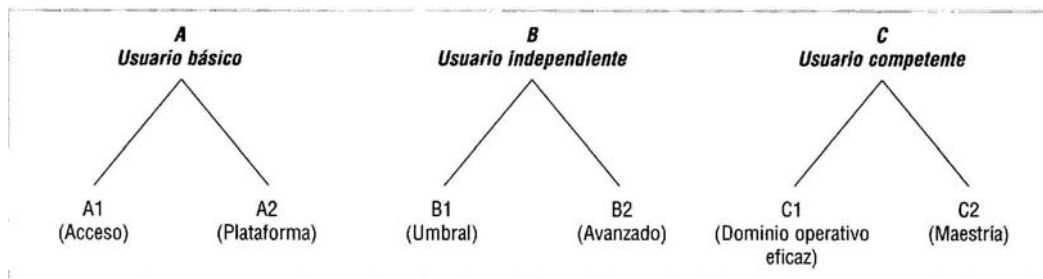 A
Usuario básico
B
Usuario independiente
C
Usuario competente
A1
(Acceso)
A2
(Plataforma)
B1
(Umbral)
B2
(Avanzado)
C1
(Dominio operativo
eficaz)
C2
(Maestría)